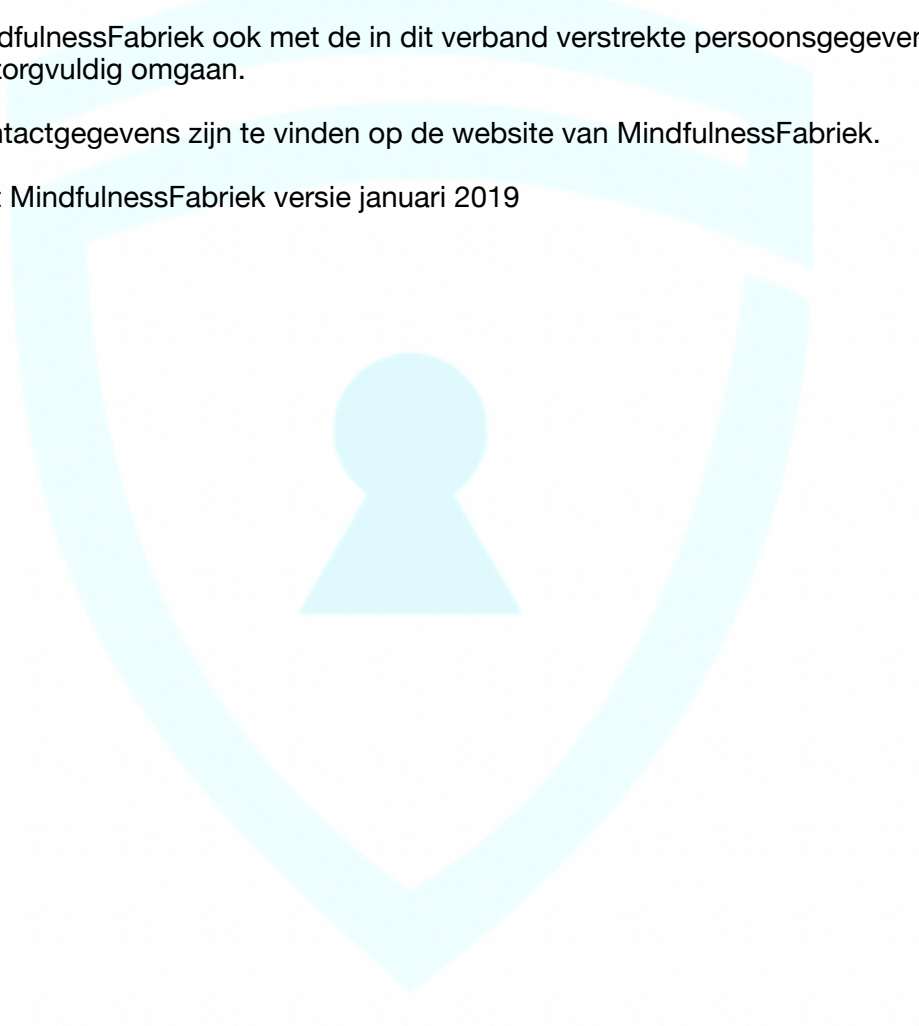 dfulnessFabriek ook met de in dit verband verstrekte persoonsgegeven
zorgvuldig omgaan.
ntactgegevens zijn te vinden op de website van MindfulnessFabriek.
: MindfulnessFabriek versie januari 2019